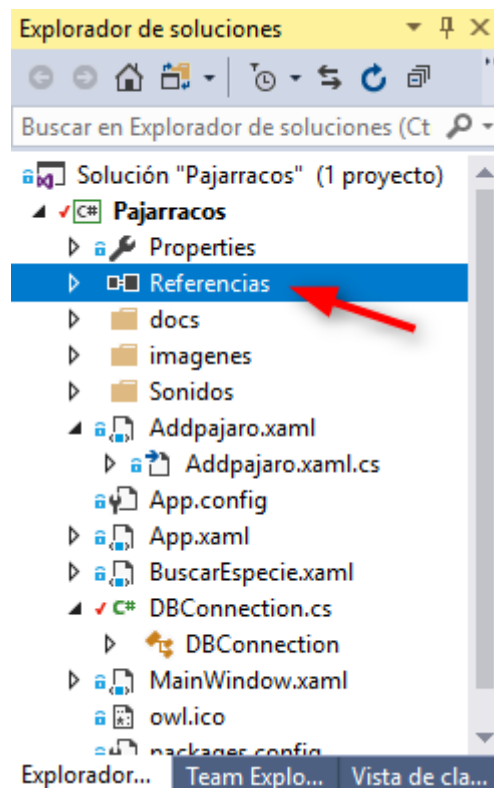 Explorador de soluciones
Buscar en Explorador de soluciones (Ct
Solución "Pajarracos" (1 proyecto)
C# Pajarracos
Properties
Referencias
docs
imagenes
Sonidos
Addpajaro.xaml
Addpajaro.xaml.cs
App.config
App.xaml
BuscarEspecie.xaml
C# DBConnection.cs
DBConnection
MainWindow.xaml
owl.ico
packages.config
Explorador... Team Explo... Vista de cla...